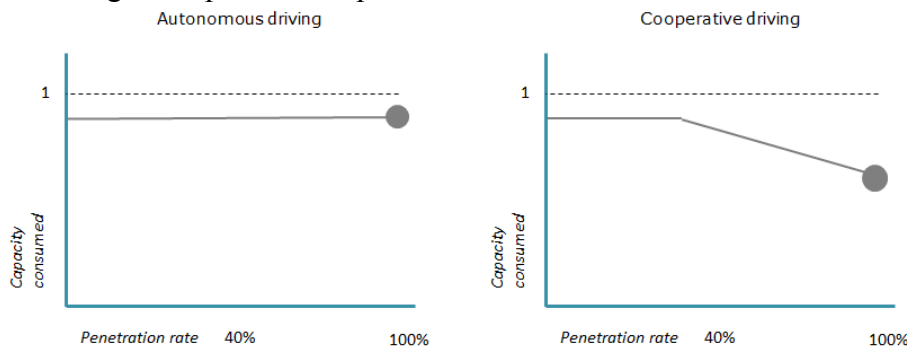 Autonomous driving
Cooperative driving
1
1
Capacity
consumed
Capacity
consumed
Penetration rate 40% 100%
Penetration rate 40% 100%